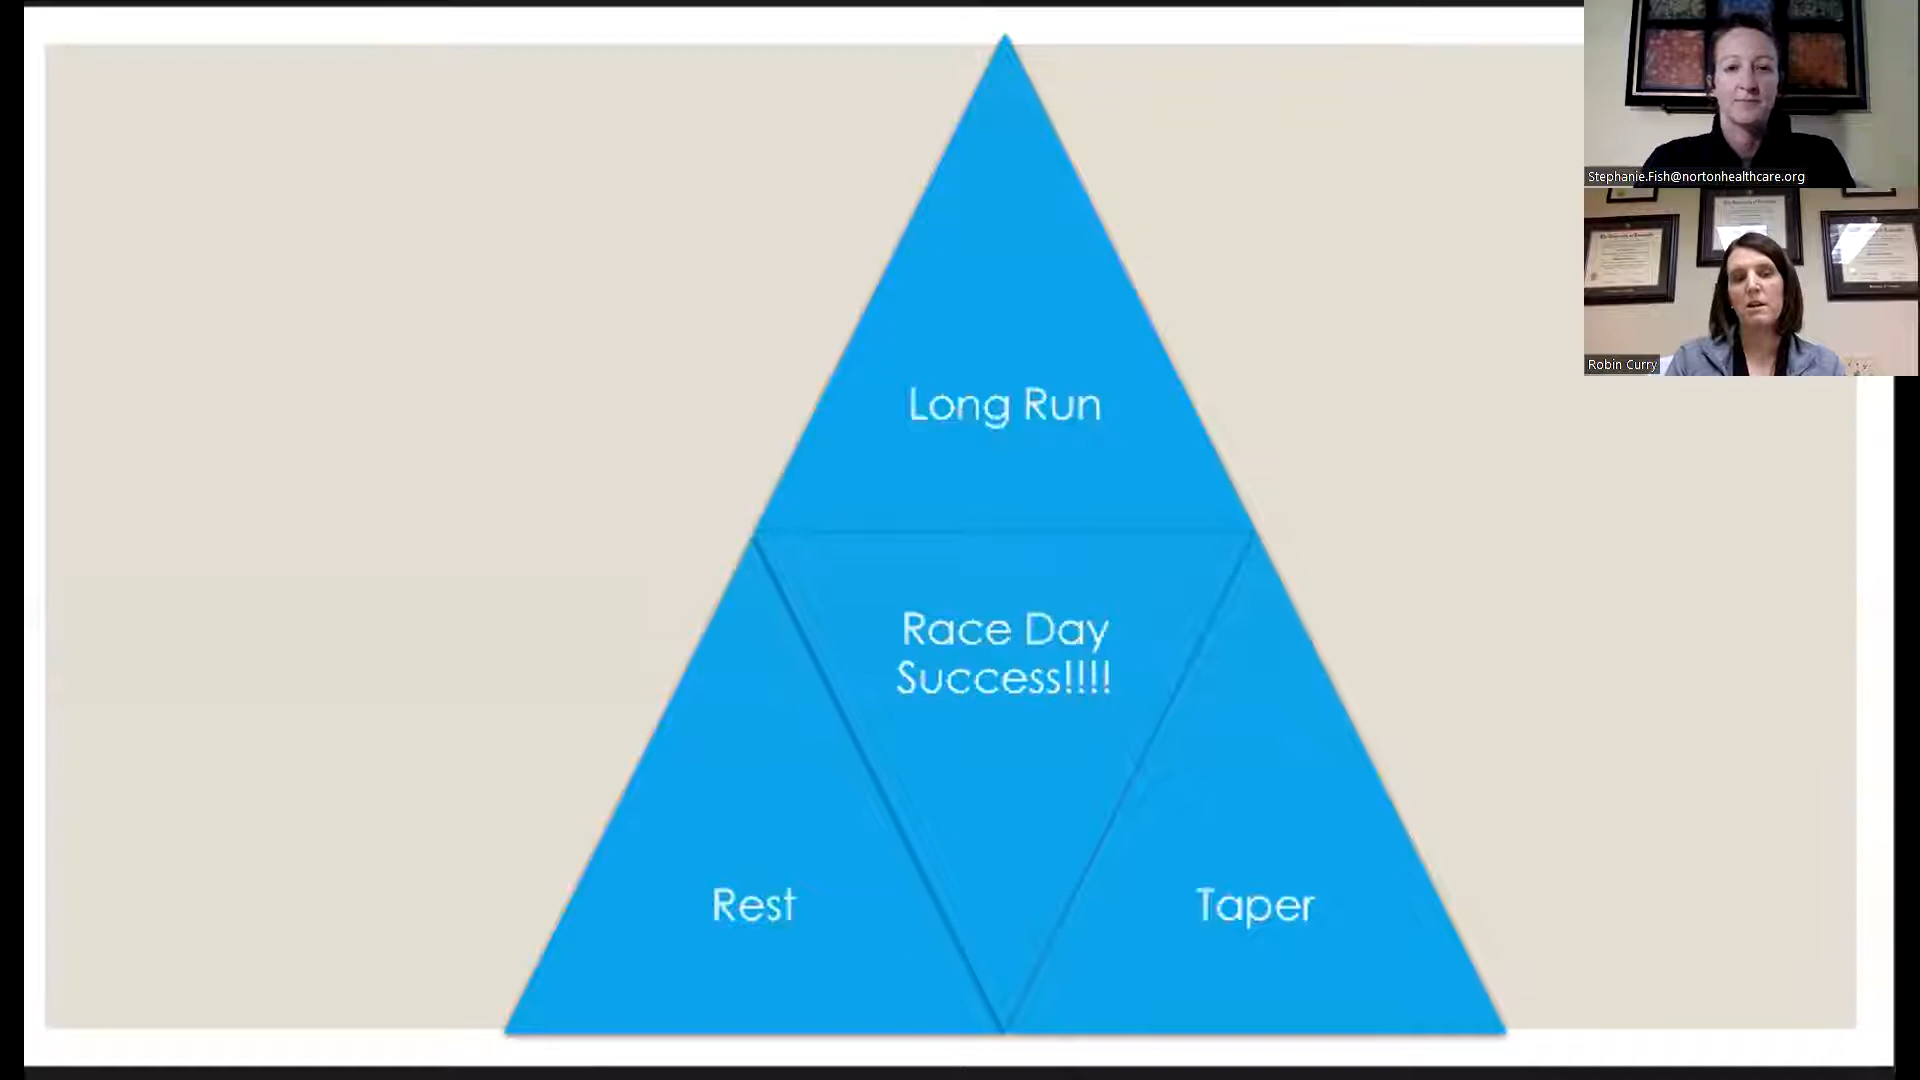 Long Run
Race Day
Success!!!!
Rest
Taper
Stephanie.Fish@nortonhealthcare.org
Robin Curry